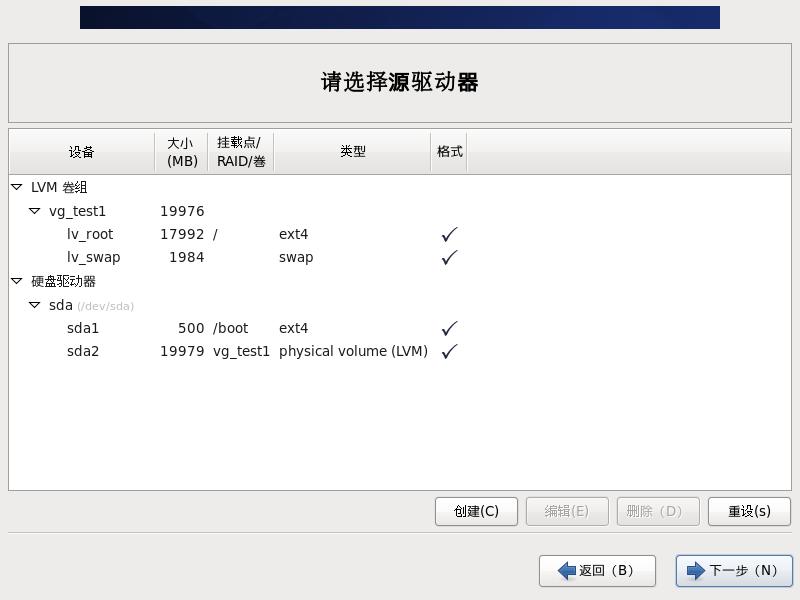 请选择源驱动器
设备 大小 (MB) 挂载点/ RAID/卷 类型 格式
LVM 卷组
vg_test1 19976
lv_root 17992 / ext4
lv_swap 1984 swap
硬盘驱动器
sda (/dev/sda)
sda1 500 /boot ext4
sda2 19979 vg_test1 physical volume (LVM)
创建(C) 编辑(E) 删除（D） 重设(s)
返回（B） 下一步（N）